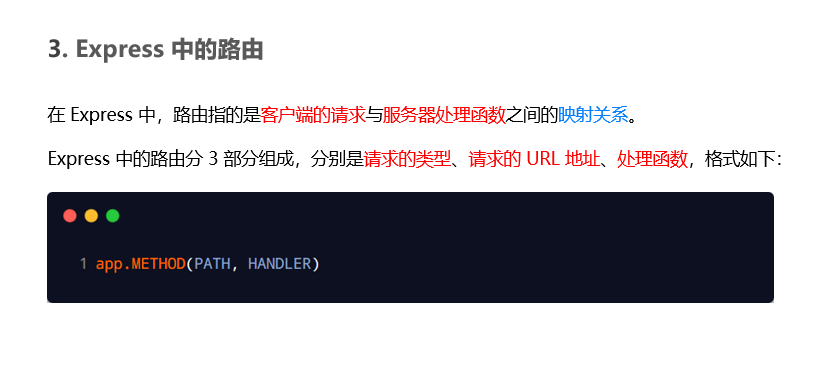 3. Express 中的路由
在 Express 中，路由指的是客户端的请求与服务器处理函数之间的映射关系。
Express 中的路由分 3 部分组成，分别是请求的类型、请求的 URL 地址、处理函数，格式如下：
1 app.METHOD(PATH, HANDLER)